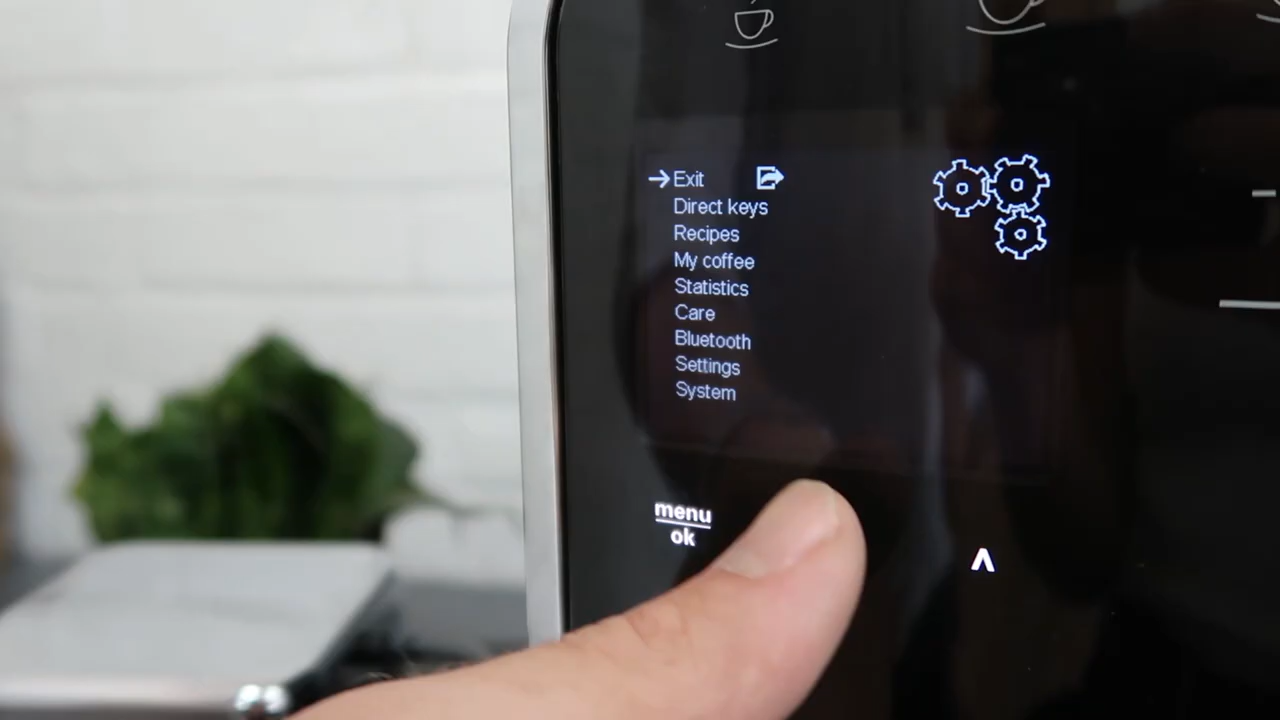 Exit
Direct keys
Recipes
My coffee
Statistics
Care
Bluetooth
Settings
System
menu
ok